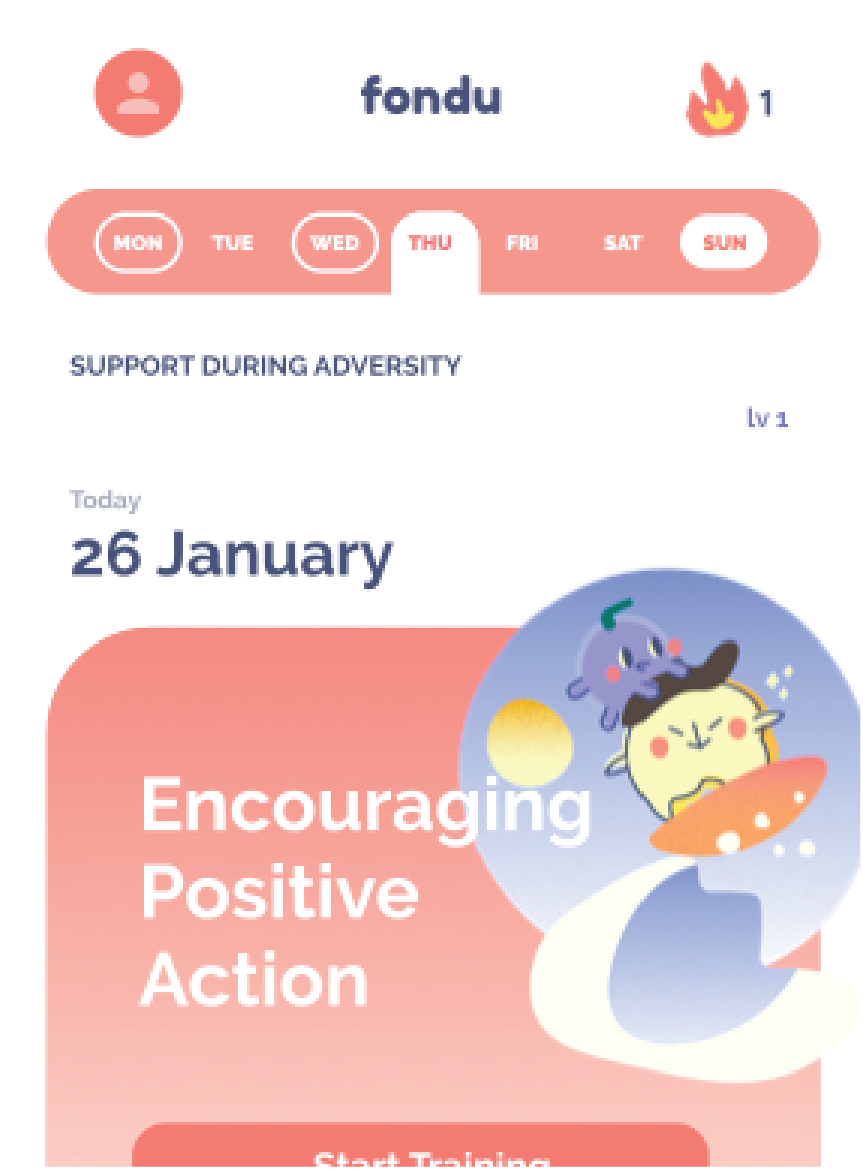 fondu
1
MON TUE WED THU FRI SAT SUN
SUPPORT DURING ADVERSITY
lv 1
Today
26 January
Encouraging
Positive
Action
Start Training